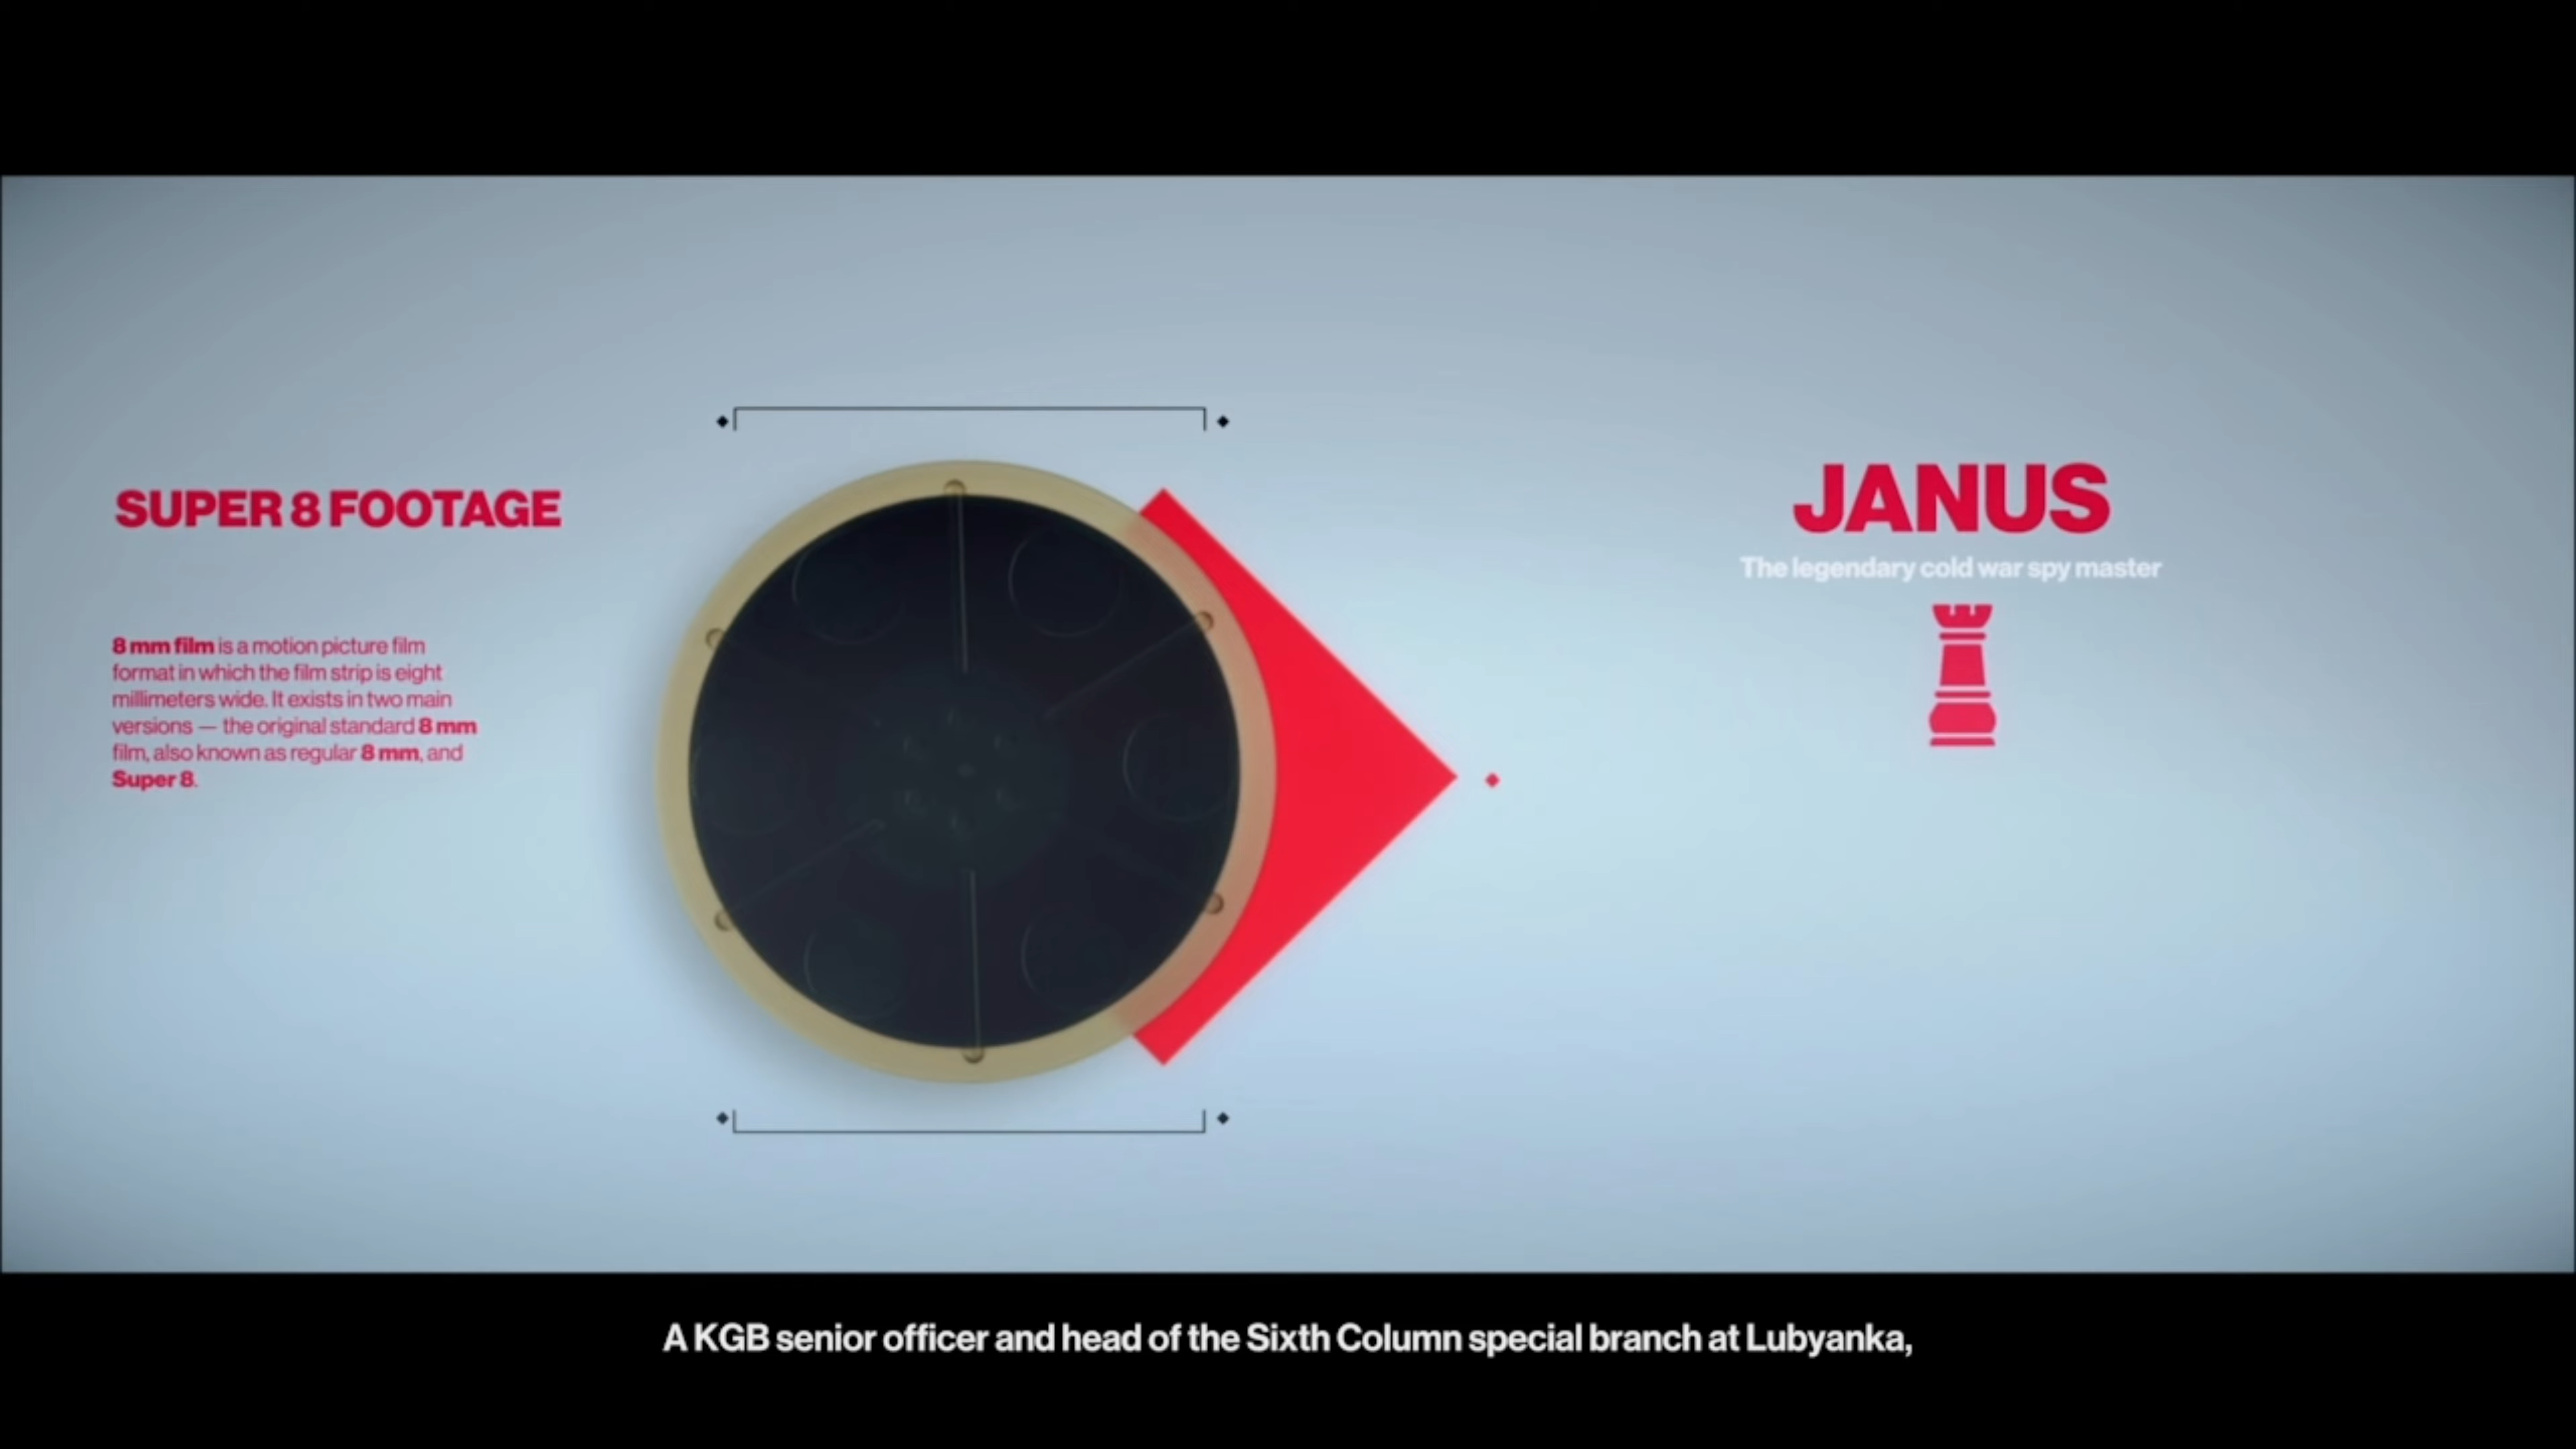 SUPER 8 FOOTAGE
8 mm film is a motion picture film
format in which the film strip is eight
millimeters wide. It exists in two main
versions — the original standard 8 mm
film, also known as regular 8 mm, and
Super 8.
JANUS
The legendary cold war spy master
A KGB senior officer and head of the Sixth Column special branch at Lubyanka,